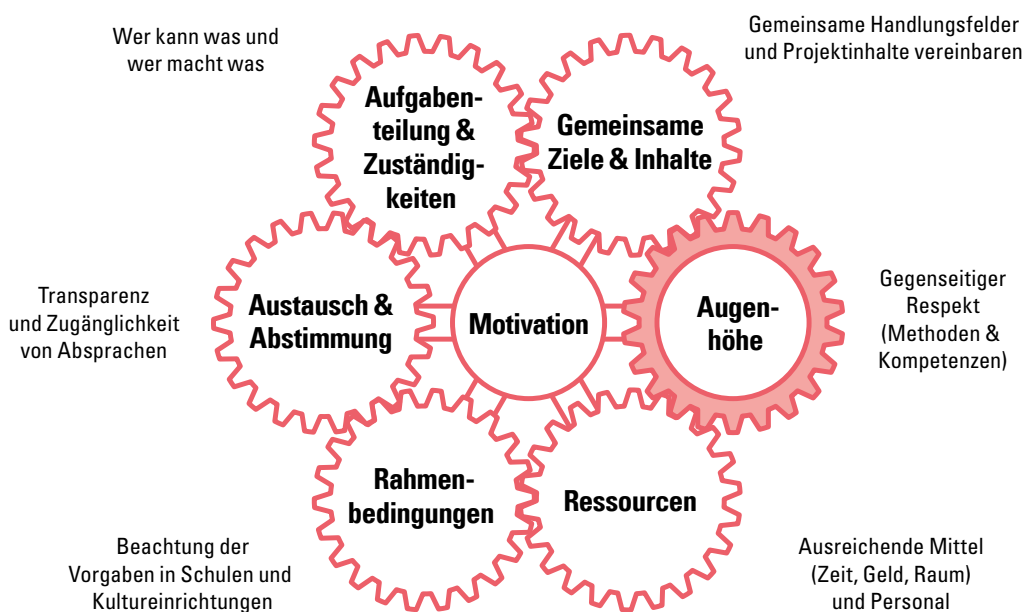 Wer kann was und
wer macht was
Aufgaben-
teilung &
Zuständig-
keiten
Gemeinsame
Ziele & Inhalte
Gemeinsame Handlungsfelder
und Projektinhalte vereinbaren
Transparenz
und Zugänglichkeit
von Absprachen
Austausch &
Abstimmung
Motivation
Augen-
höhe
Gegenseitiger
Respekt
(Methoden &
Kompetenzen)
Beachtung der
Vorgaben in Schulen und
Kultureinrichtungen
Rahmen-
bedingungen
Ressourcen
Ausreichende Mittel
(Zeit, Geld, Raum)
und Personal